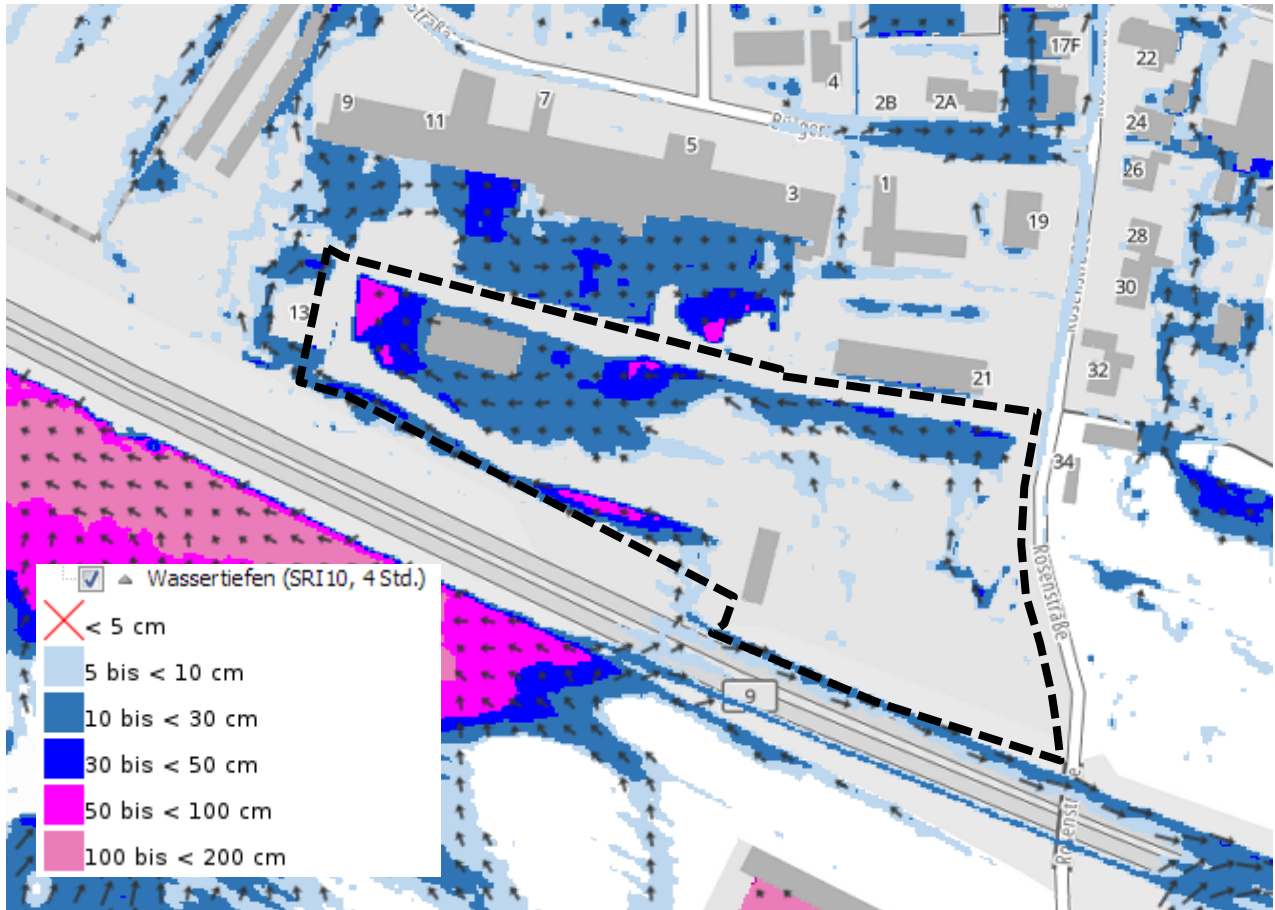 straße
17F
22
4
9
7
2B
2A
11
24
5
26
3
1
19
28
30
13
32
21
34
Rosenstraße
9
Wassertiefen (SRI10, 4 Std.)
< 5 cm
5 bis < 10 cm
10 bis < 30 cm
30 bis < 50 cm
50 bis < 100 cm
100 bis < 200 cm